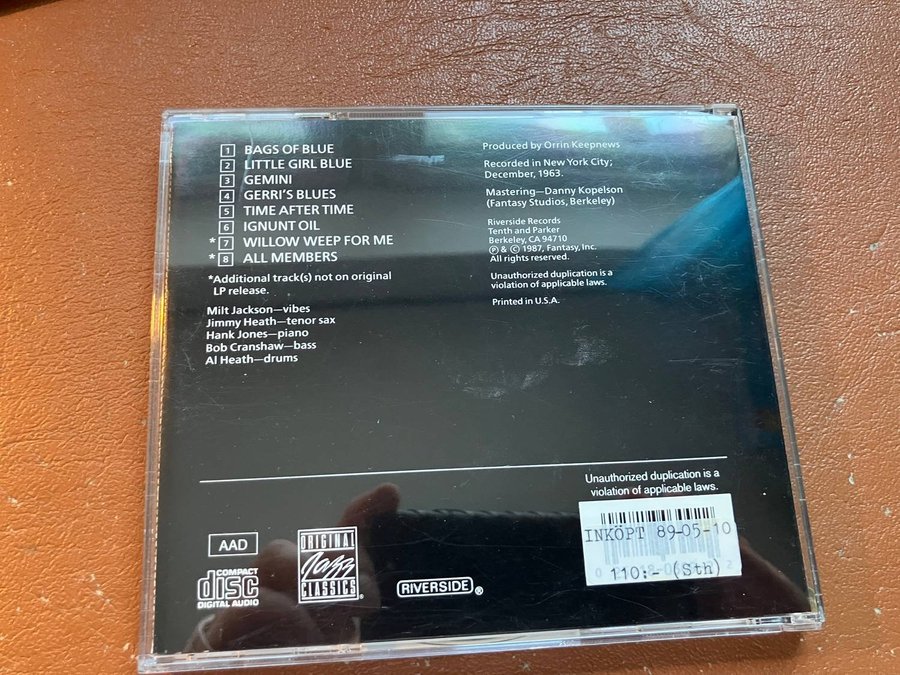 1 BAGS OF BLUE
2 LITTLE GIRL BLUE
3 GEMINI
4 GERRI'S BLUES
5 TIME AFTER TIME
6 IGNUNT OIL
*7 WILLOW WEEP FOR ME
*8 ALL MEMBERS
*Additional track(s) not on original
LP release.
Milt Jackson—vibes
Jimmy Heath—tenor sax
Hank Jones—piano
Bob Cranshaw—bass
Al Heath—drums
Produced by Orrin Keepnews
Recorded in New York City;
December, 1963.
Mastering—Danny Kopelson
(Fantasy Studios, Berkeley)
Riverside Records
Tenth and Parker
Berkeley, CA 94710
Ⓟ & © 1987, Fantasy, Inc.
All rights reserved.
Unauthorized duplication is a
violation of applicable laws.
Printed in U.S.A.
Unauthorized duplication is a
violation of applicable laws.
INKÖPT 89-05-10
110:- (Sth)
AAD
COMPACT
disc
DIGITAL AUDIO
ORIGINAL
Jazz
CLASSICS®
RIVERSIDE®